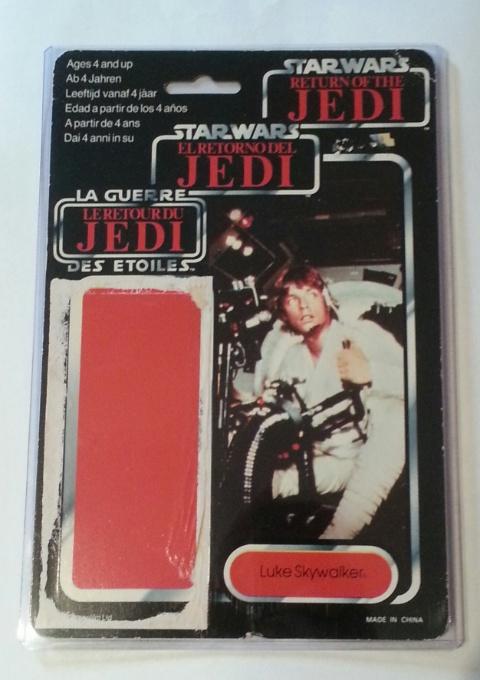 Ages 4 and up
Ab 4 Jahren
Leeftijd vanaf 4 jaar
Edad a partir de los 4 años
A partir de 4 ans
Dai 4 anni in su
STAR WARS
RETURN OF THE
JEDI
STAR WARS
EL RETORNO DEL
JEDI
LA GUERRE
LE RETOUR DU
JEDI
DES ETOILES
Luke Skywalker
MADE IN CHINA